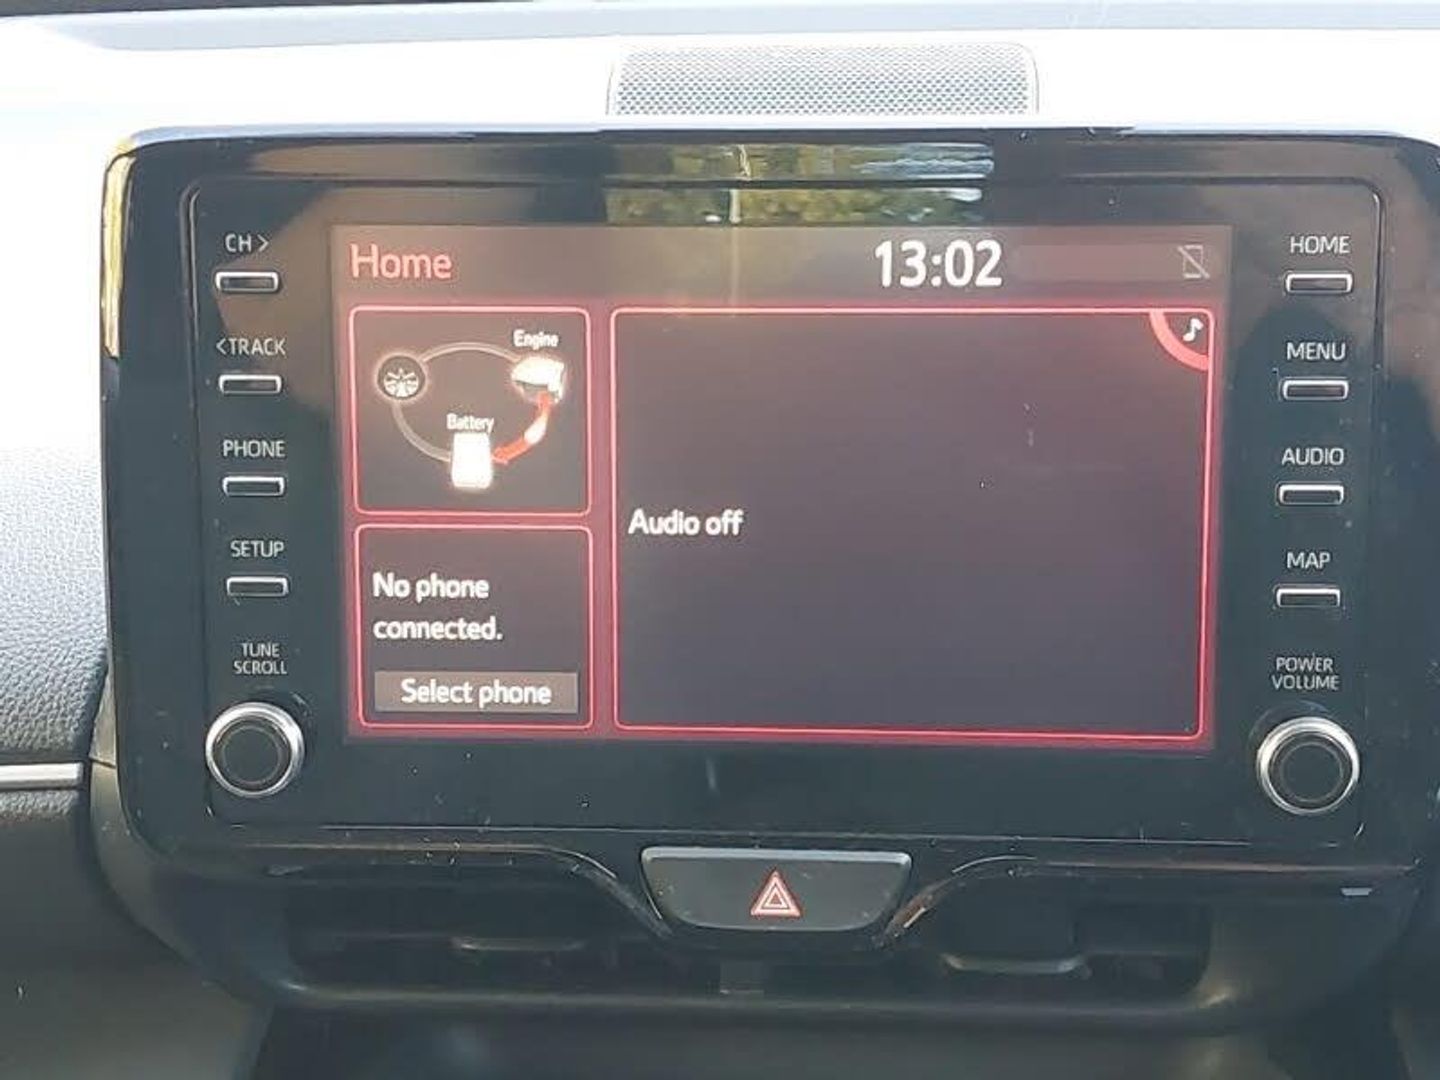 CH >
< TRACK
PHONE
SETUP
TUNE
SCROLL
Home
13:02
Engine
Battery
No phone
connected.
Select phone
Audio off
HOME
MENU
AUDIO
MAP
POWER
VOLUME